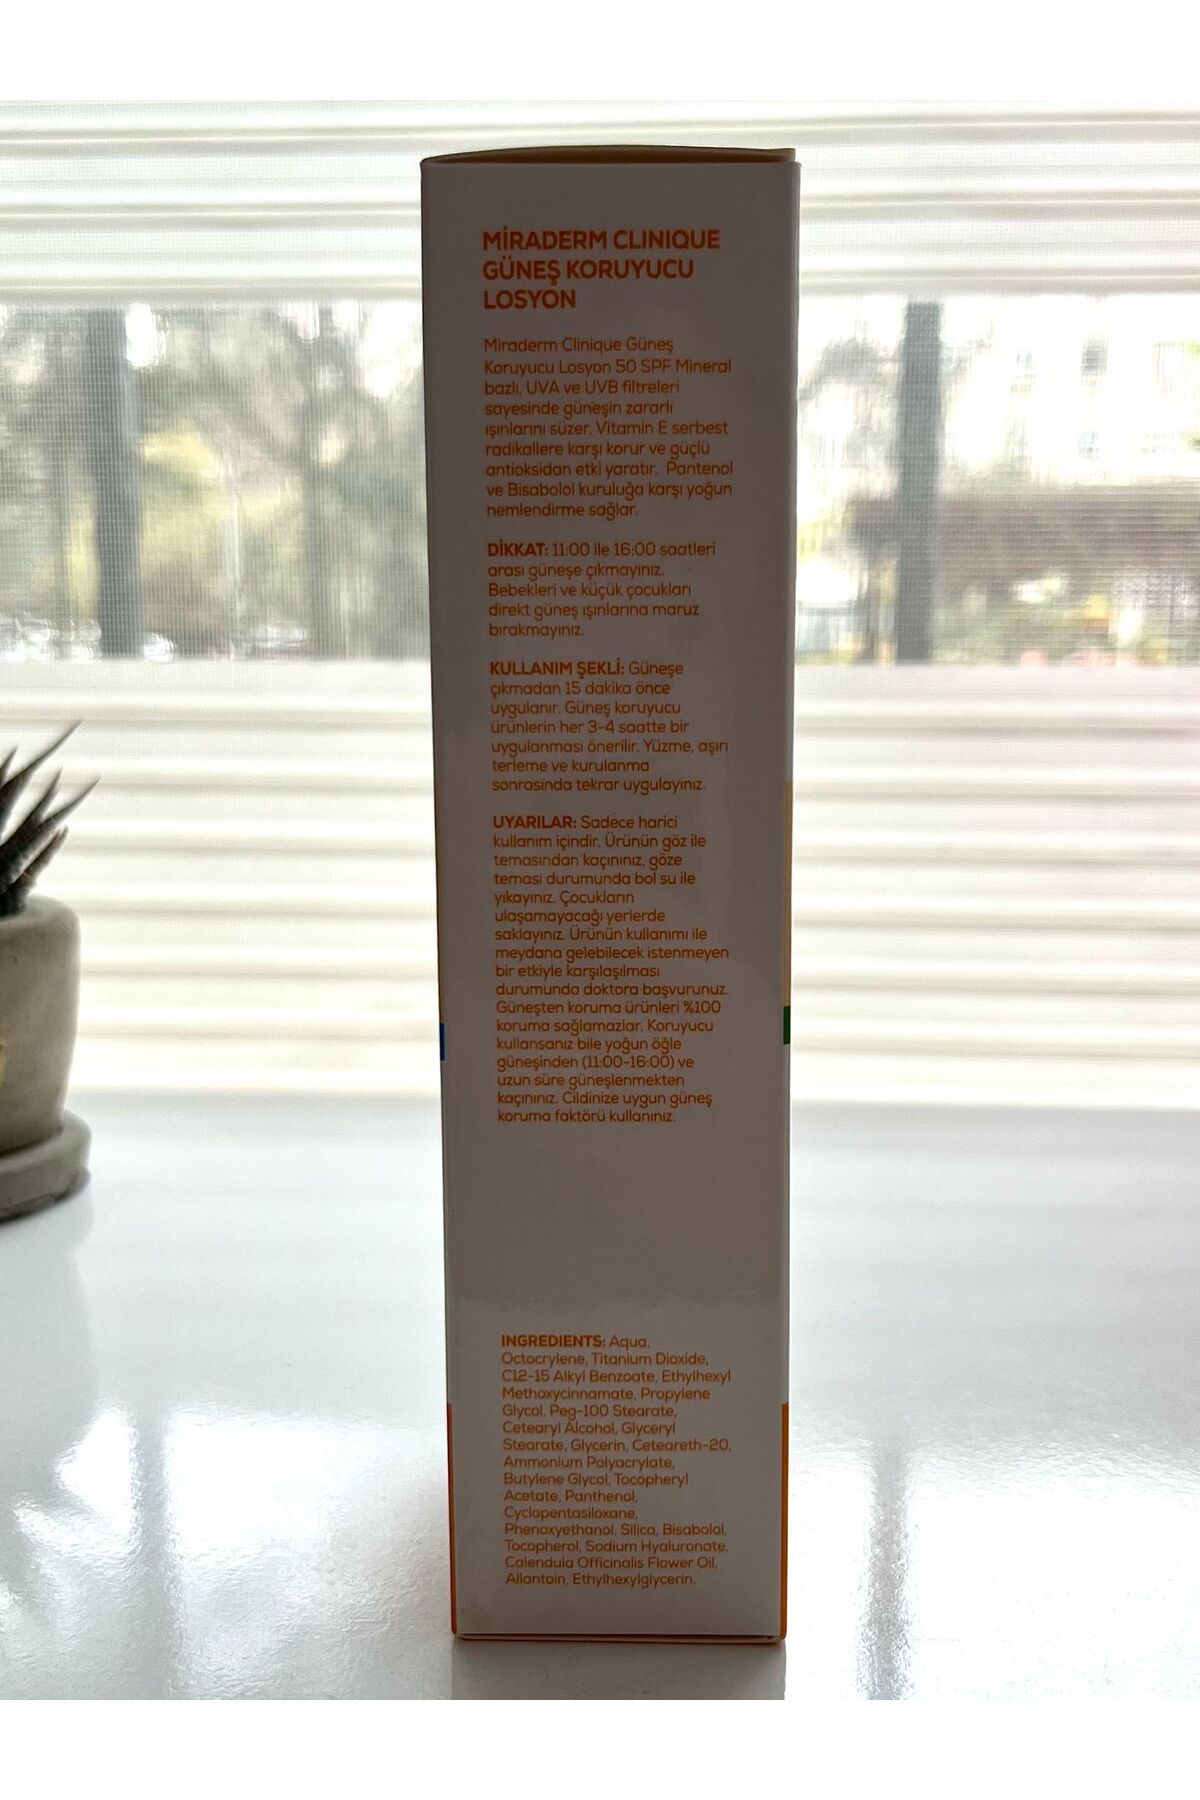 MİRADERM CLINIQUE
GÜNEŞ KORUYUCU
LOSYON
Miraderm Clinique Güneş
Koruyucu Losyon 50 SPF Mineral
bazlı, UVA ve UVB filtreleri
sayesinde güneşin zararlı
ışınlarını süzer. Vitamin E serbest
radikallere karşı korur ve güçlü
antioksidan etki yaratır. Pantenol
ve Bisabolol kuruluğa karşı yoğun
nemlendirme sağlar.
DİKKAT: 11:00 ile 16:00 saatleri
arası güneşe çıkmayınız.
Bebekleri ve küçük çocukları
direkt güneş ışınlarına maruz
bırakmayınız.
KULLANIM ŞEKLİ: Güneşe
çıkmadan 15 dakika önce
uygulanır. Güneş koruyucu
ürünlerin her 3-4 saatte bir
uygulanması önerilir. Yüzme, aşırı
terleme ve kurulanma
sonrasında tekrar uygulayınız.
UYARILAR: Sadece harici
kullanım içindir. Ürünün göz ile
temasından kaçınınız, göze
teması durumunda bol su ile
yıkayınız. Çocukların
ulaşamayacağı yerlerde
saklayınız. Ürünün kullanımı ile
meydana gelebilecek istenmeyen
bir etkiyle karşılaşılması
durumunda doktora başvurunuz.
Güneşten koruma ürünleri %100
koruma sağlamazlar. Koruyucu
kullansanız bile yoğun öğle
güneşinden (11:00-16:00) ve
uzun süre güneşlenmekten
kaçınınız. Cildinize uygun güneş
koruma faktörü kullanınız.
INGREDIENTS: Aqua,
Octocrylene, Titanium Dioxide,
C12-15 Alkyl Benzoate, Ethylhexyl
Methoxycinnamate, Propylene
Glycol, Peg-100 Stearate,
Cetearyl Alcohol, Glyceryl
Stearate, Glycerin, Ceteareth-20,
Ammonium Polyacrylate,
Butylene Glycol, Tocopheryl
Acetate, Panthenol,
Cyclopentasiloxane,
Phenoxyethanol, Silica, Bisabolol,
Tocopherol, Sodium Hyaluronate,
Calendula Officinalis Flower Oil,
Allantoin, Ethylhexylglycerin.